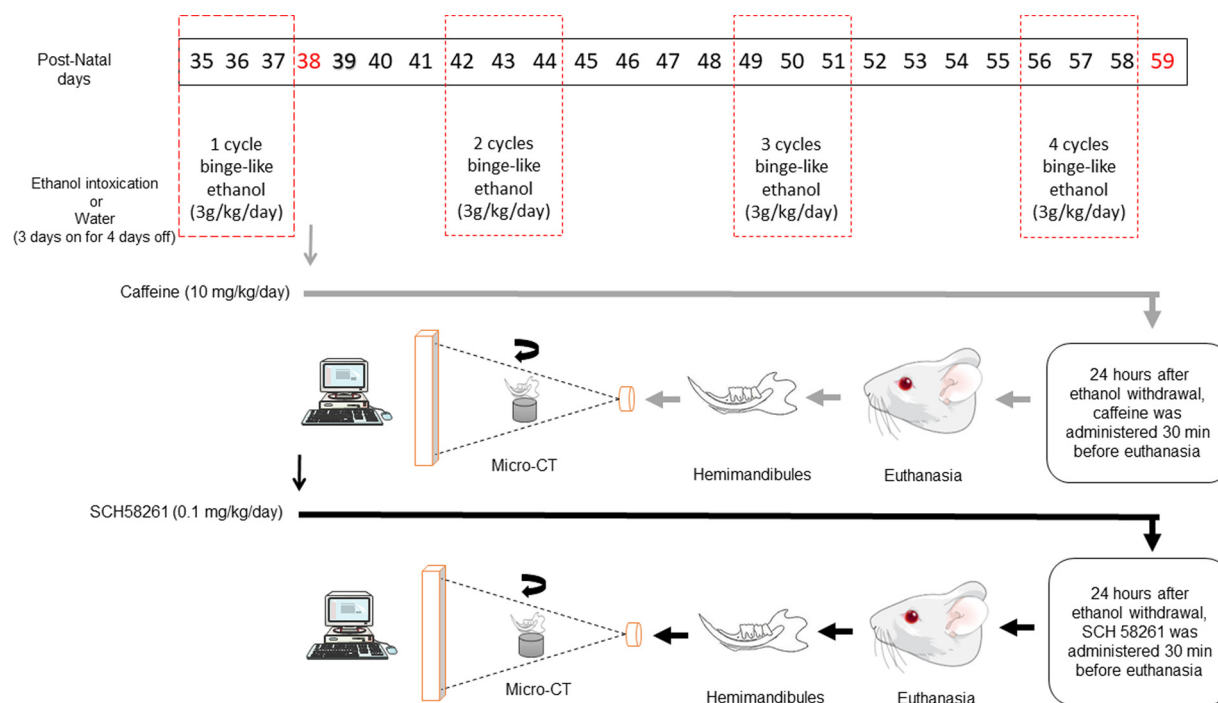 Post-Natal
days
35 36 37 38 39 40 41 42 43 44 45 46 47 48 49 50 51 52 53 54 55 56 57 58 59
Ethanol intoxication
or
Water
(3 days on for 4 days off)
1 cycle
binge-like
ethanol
(3g/kg/day)
2 cycles
binge-like
ethanol
(3g/kg/day)
3 cycles
binge-like
ethanol
(3g/kg/day)
4 cycles
binge-like
ethanol
(3g/kg/day)
Caffeine (10 mg/kg/day)
Micro-CT
Hemimandibules
Euthanasia
24 hours after
ethanol withdrawal,
caffeine was
administered 30 min
before euthanasia
SCH58261 (0.1 mg/kg/day)
Micro-CT
Hemimandibules
Euthanasia
24 hours after
ethanol withdrawal,
SCH 58261 was
administered 30 min
before euthanasia